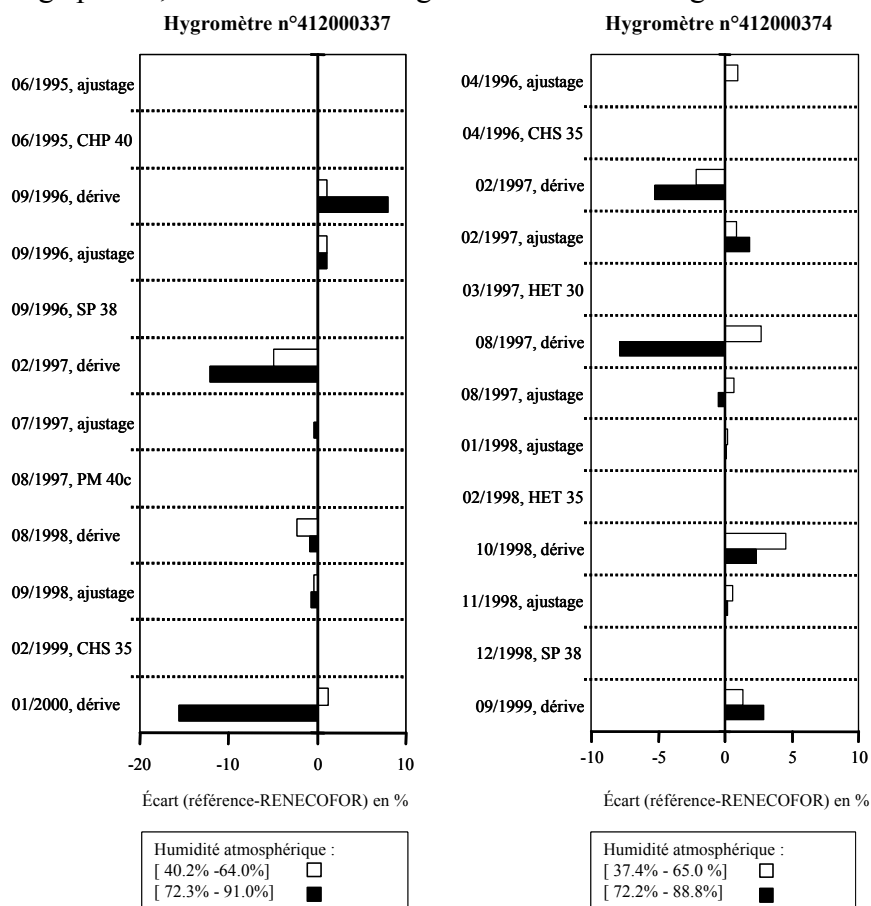 Hygromètre n°412000337
06/1995, ajustage
06/1995, CHP 40
09/1996, dérive
09/1996, ajustage
09/1996, SP 38
02/1997, dérive
07/1997, ajustage
08/1997, PM 40c
08/1998, dérive
09/1998, ajustage
02/1999, CHS 35
01/2000, dérive
-20 -10 0 10
Écart (référence-RENECOFOR) en %
Humidité atmosphérique :
[ 40.2% -64.0%]
[ 72.3% - 91.0%]
Hygromètre n°412000374
04/1996, ajustage
04/1996, CHS 35
02/1997, dérive
02/1997, ajustage
03/1997, HET 30
08/1997, dérive
08/1997, ajustage
01/1998, ajustage
02/1998, HET 35
10/1998, dérive
11/1998, ajustage
12/1998, SP 38
09/1999, dérive
-10 -5 0 5 10
Écart (référence-RENECOFOR) en %
Humidité atmosphérique :
[ 37.4% - 65.0 %]
[ 72.2% - 88.8%]